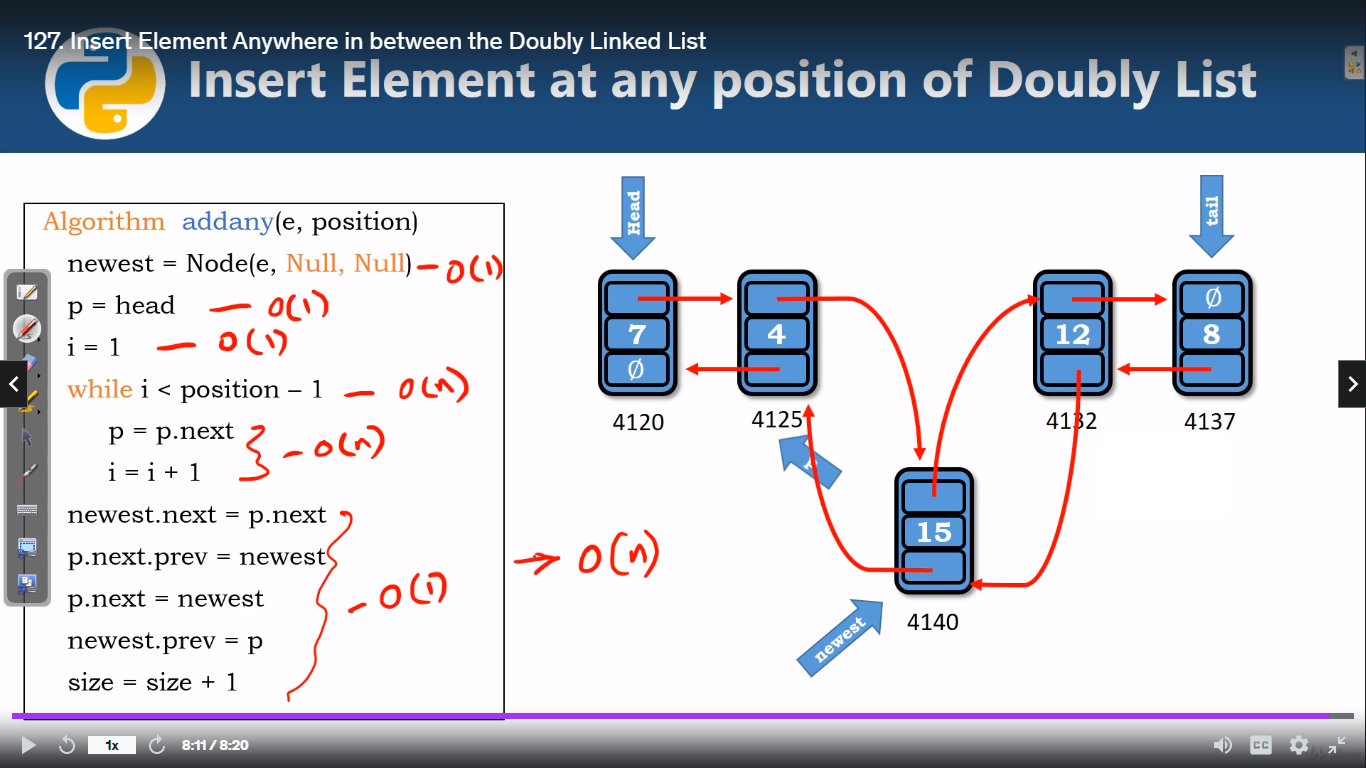 127. Insert Element Anywhere in between the Doubly Linked List
Insert Element at any position of Doubly List
Algorithm addany(e, position)
newest = Node(e, Null, Null) – O(1)
p = head – O(1)
i = 1 – O(1)
while i < position – 1 – O(n)
p = p.next
i = i + 1
} – O(n)
newest.next = p.next
p.next.prev = newest
p.next = newest
newest.prev = p
size = size + 1
} – O(1)
→ O(n)
Head
tail
7
Ø
4
12
Ø
8
4120
4125
4132
4137
15
4140
newest
1x
8:11 / 8:20
CC